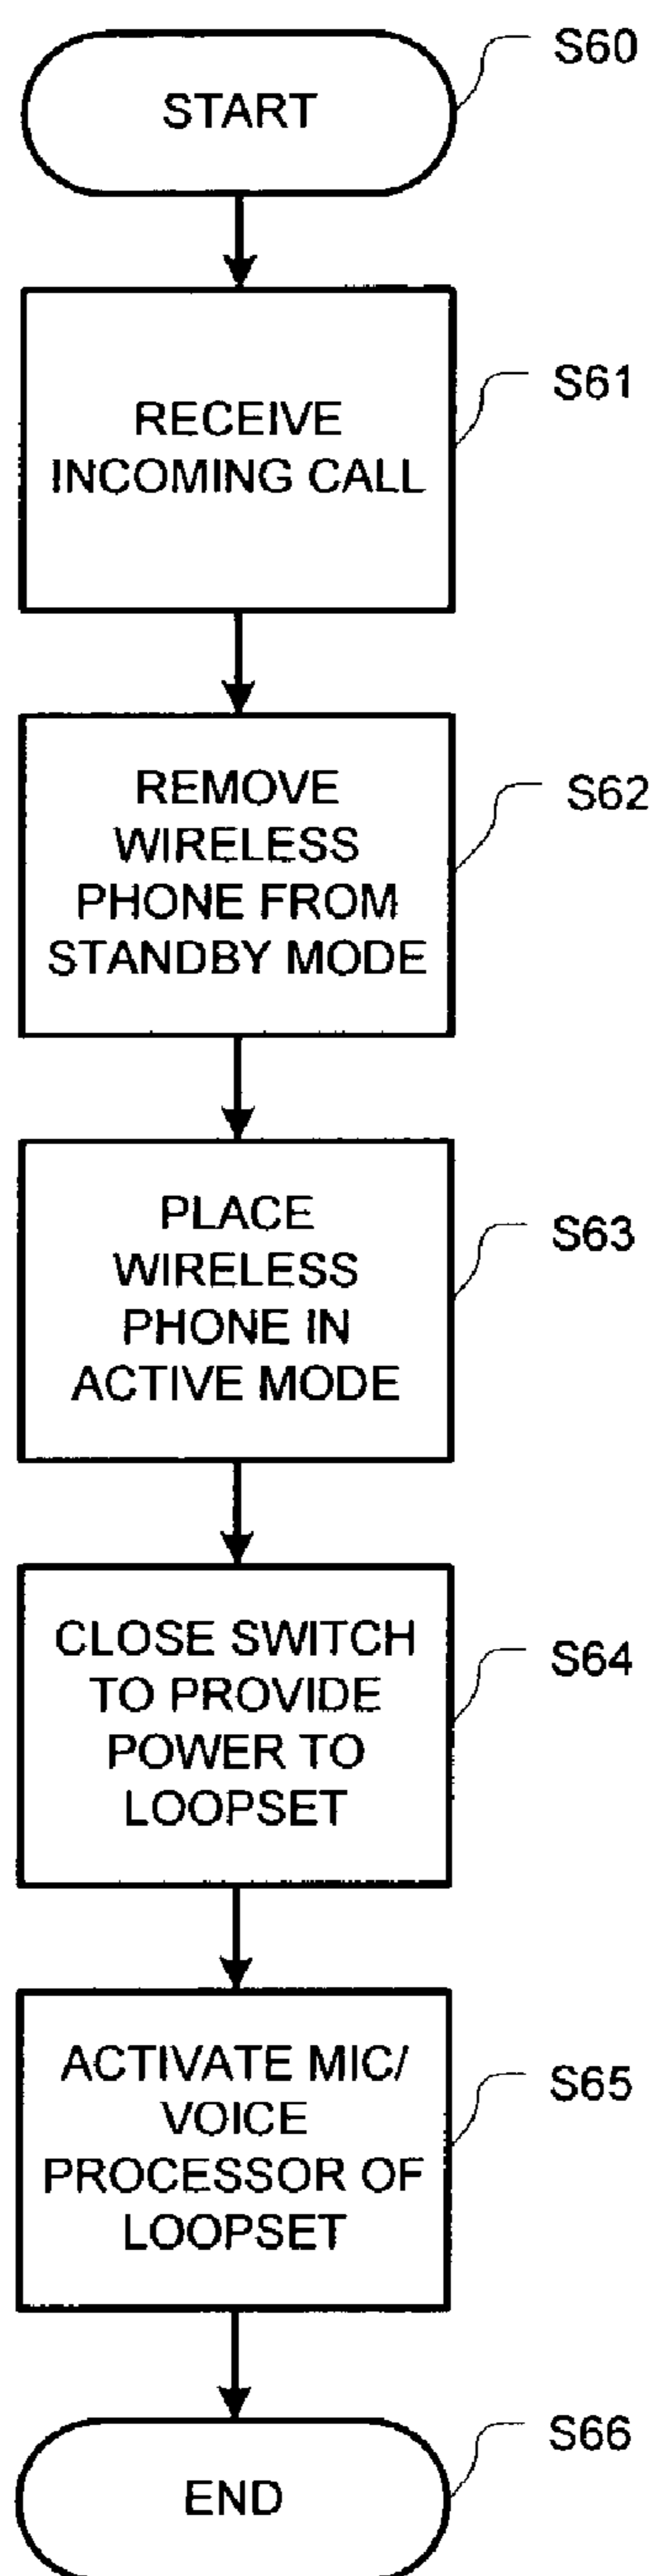 START
S60
RECEIVE
INCOMING CALL
S61
REMOVE
WIRELESS
PHONE FROM
STANDBY MODE
S62
PLACE
WIRELESS
PHONE IN
ACTIVE MODE
S63
CLOSE SWITCH
TO PROVIDE
POWER TO
LOOPSET
S64
ACTIVATE MIC/
VOICE
PROCESSOR OF
LOOPSET
S65
END
S66